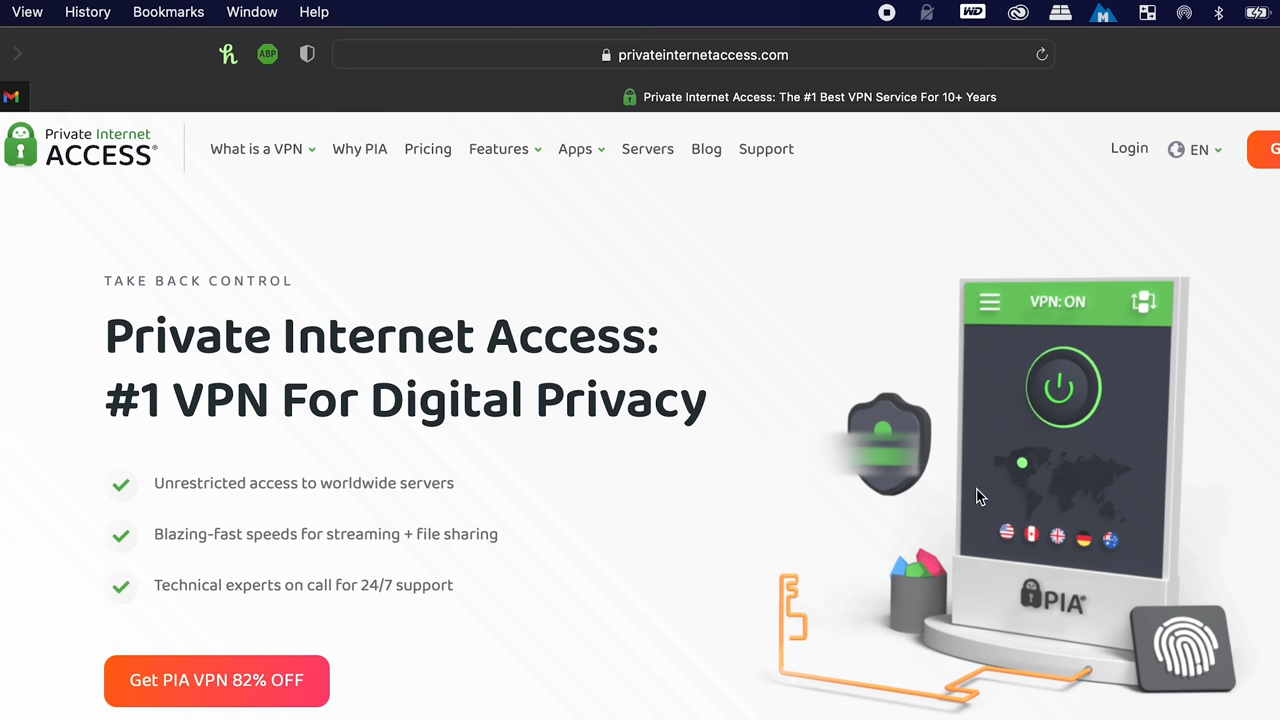 View History Bookmarks Window Help
WD
h ABP privateinternetaccess.com
Private Internet Access: The #1 Best VPN Service For 10+ Years
Private Internet
ACCESS®
What is a VPN Why PIA Pricing Features Apps Servers Blog Support Login EN G
TAKE BACK CONTROL
Private Internet Access:
#1 VPN For Digital Privacy
Unrestricted access to worldwide servers
Blazing-fast speeds for streaming + file sharing
Technical experts on call for 24/7 support
Get PIA VPN 82% OFF
VPN: ON
PIA®